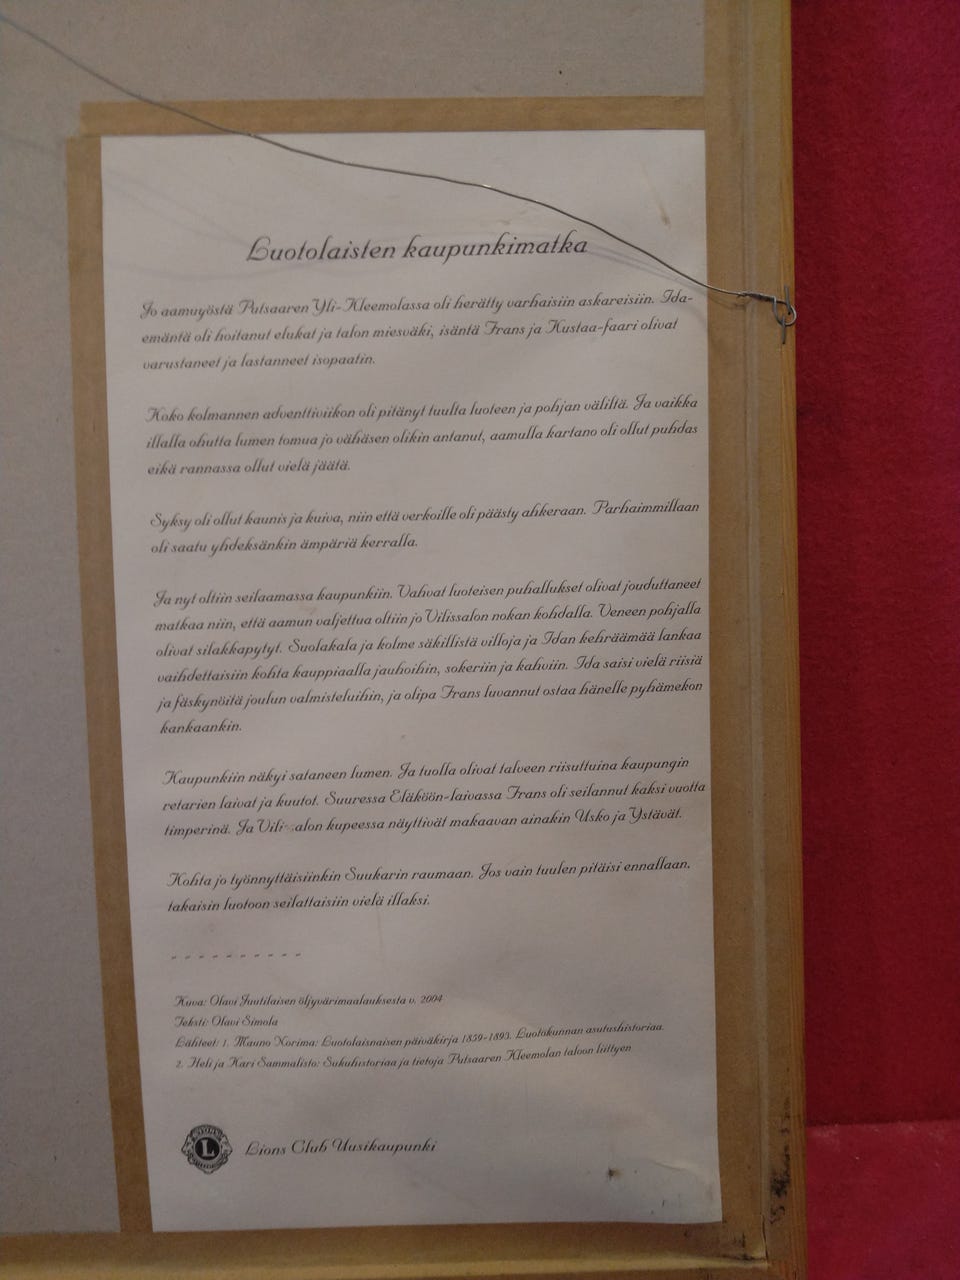 Luotolaisten kaupunkimatka
Jo aamuyöstä Putsaaren Yli-Kleemolassa oli herätty varhaisiin askareisiin. Ida-
emäntä oli hoitanut elukat ja talon miesväki, isäntä Frans ja Kustaa-faari olivat
varustaneet ja lastanneet isopaatin.
Koko kolmannen adventtiviikon oli pitänyt tuulta luoteen ja pohjan väliltä. Ja vaikka
illalla ohutta lumen tomua jo vähäsen olikin antanut, aamulla kartano oli ollut puhdas
eikä rannassa ollut vielä jäätä.
Syksy oli ollut kaunis ja kuiva, niin että verkoille oli päästy ahkeraan. Parhaimmillaan
oli saatu yhdeksänkin ämpäriä kerralla.
Ja nyt oltiin seilaamassa kaupunkiin. Vahvat luoteisen puhallukset olivat jouduttaneet
matkaa niin, että aamun valjettua oltiin jo Vilissalon nokan kohdalla. Veneen pohjalla
olivat silakkapytyt. Suolakala ja kolme säkillistä villoja ja Idan kehräämää lankaa
vaihdettaisiin kohta kauppiaalla jauhoihin, sokeriin ja kahviin. Ida saisi vielä riisiä
ja fäskynöitä joulun valmisteluihin, ja olipa Frans luvannut ostaa hänelle pyhämekon
kankaankin.
Kaupunkiin näkyi sataneen lumen. Ja tuolla olivat talveen riisuttuina kaupungin
retarien laivat ja kuutot. Suuressa Eläköön-laivassa Frans oli seilannut kaksi vuotta
timperinä. Ja kupeessa näyttivät makaavan ainakin Usko ja Ystävät.
Kohta jo työnnyttäisiinkin Suukarin raumaan. Jos vain tuulen pitäisi ennallaan,
takaisin luotoon seilattaisiin vielä illaksi.
- - - - - - - - - -
Kuva: Olavi Juutilaisen öljyvärimaalauksesta v. 2004
Teksti: Olavi Simola
Lähteet: 1. Mauno Norima: Luotolaisnaisen päiväkirja 1859-1893. Luotokunnan asutushistoriaa.
2. Heli ja Kari Sammalisto: Sukuhistoriaa ja tietoja Putsaaren Kleemolan taloon liittyen
L
Lions Club Uusikaupunki